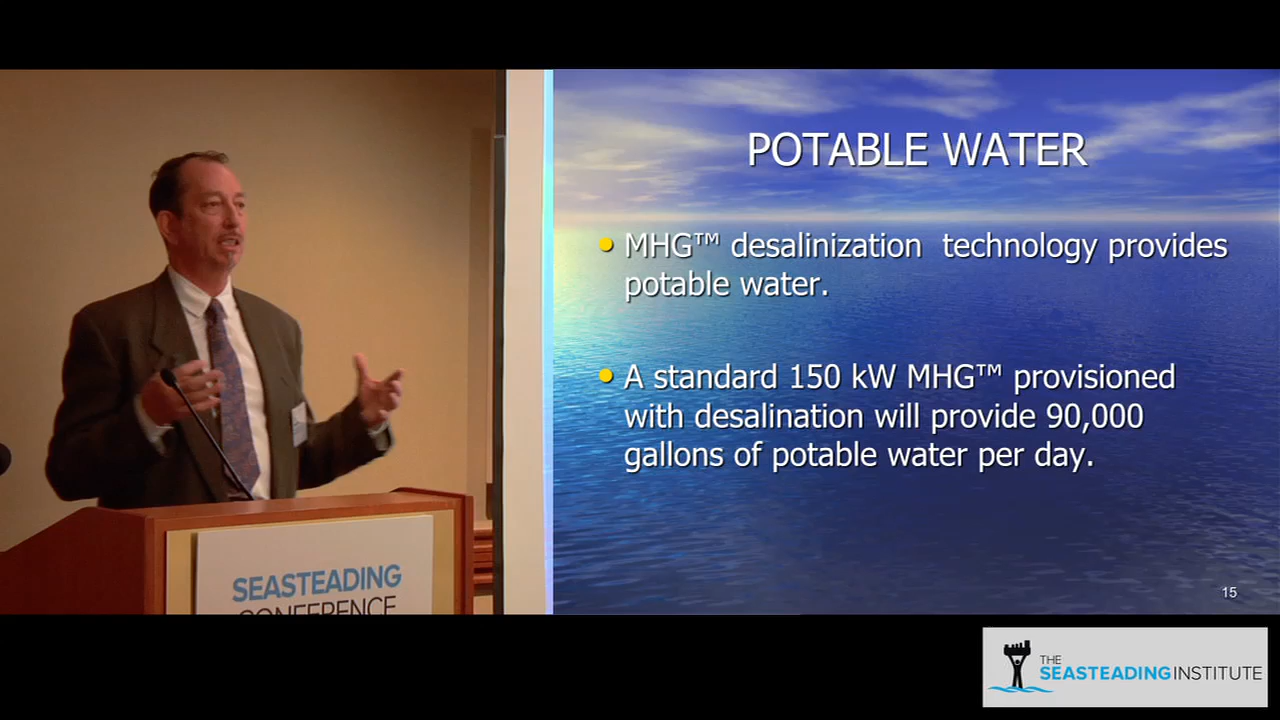 POTABLE WATER
MHG™ desalinization technology provides
potable water.
A standard 150 kW MHG™ provisioned
with desalination will provide 90,000
gallons of potable water per day.
15
SEASTEADING
CONFERENCE
THE
SEASTEADINGINSTITUTE